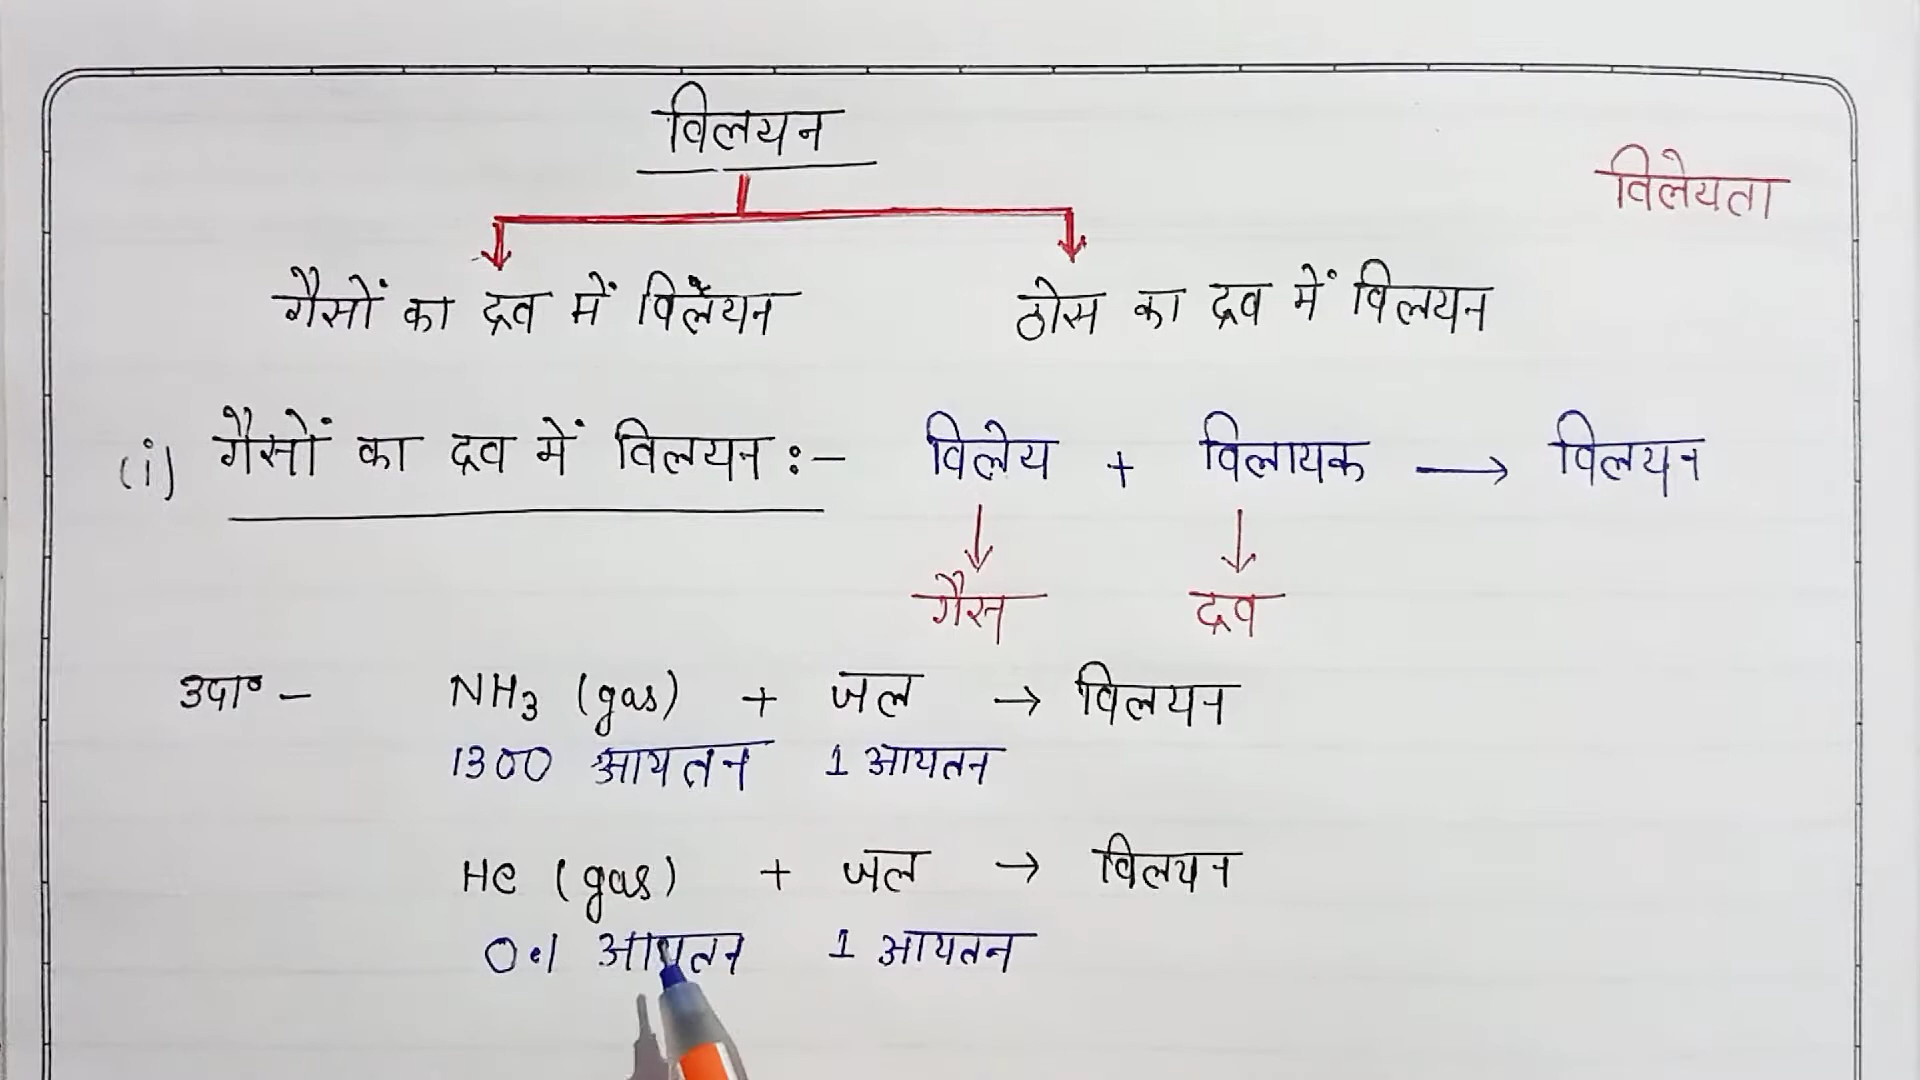 विलयन
विलेयता
गैसों का द्रव में विलयन ठोस का द्रव में विलयन
(i) गैसों का द्रव में विलयन :- विलेय + विलायक → विलयन
↓ ↓
गैस द्रव
उदा० - NH₃ (gas) + जल → विलयन
1300 आयतन 1 आयतन
He (gas) + जल → विलयन
0.1 आयतन 1 आयतन